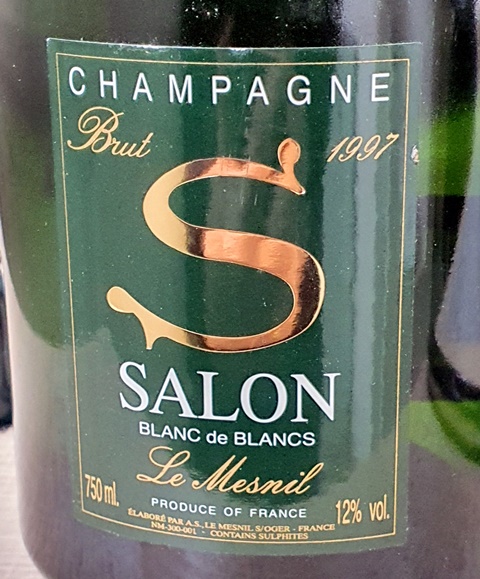 CHAMPAGNE
Brut 1997
S
SALON
BLANC de BLANCS
Le Mesnil
750 ml. PRODUCE OF FRANCE 12% vol.
ÉLABORÉ PAR A.S., LE MESNIL S/OGER - FRANCE
NM-300-001 - CONTAINS SULPHITES